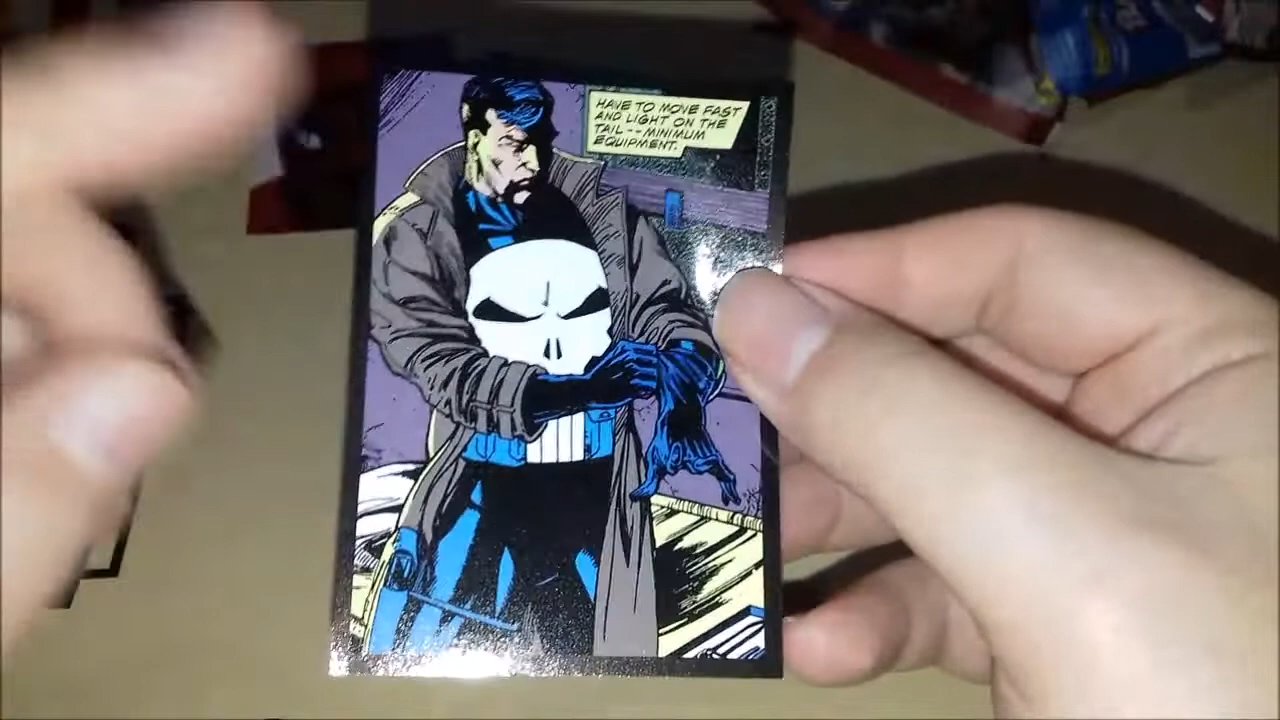 HAVE TO MOVE FAST
AND LIGHT ON THE
TAIL--MINIMUM
EQUIPMENT.